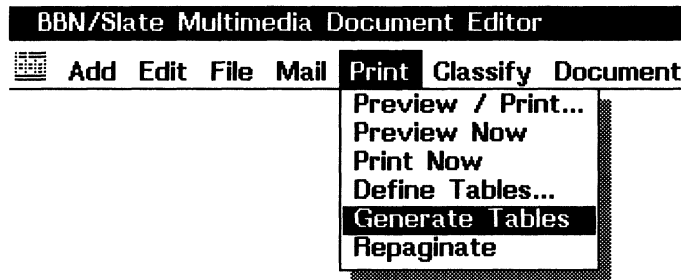 BBN/Slate Multimedia Document Editor
Add Edit File Mail Print Classify Document
Preview / Print...
Preview Now
Print Now
Define Tables...
Generate Tables
Repaginate